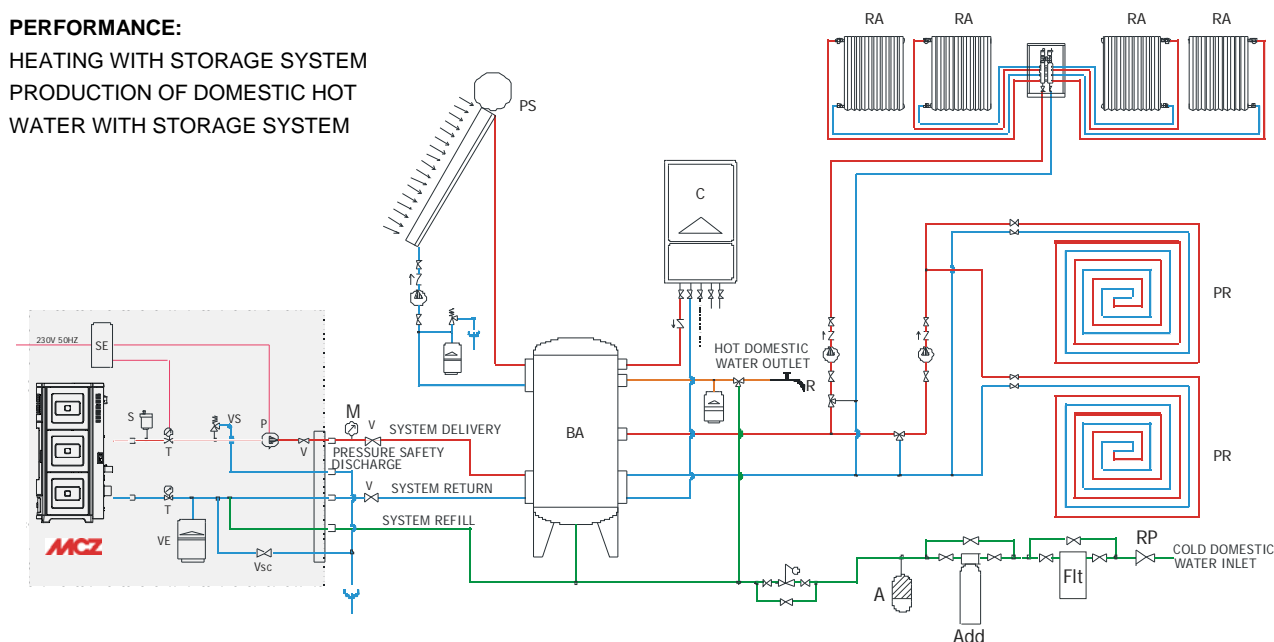 PERFORMANCE:
HEATING WITH STORAGE SYSTEM
PRODUCTION OF DOMESTIC HOT
WATER WITH STORAGE SYSTEM
RA
RA
RA
RA
PS
C
PR
230V 50HZ
SE
HOT DOMESTIC
WATER OUTLET
R
S
VS
P
M
V
SYSTEM DELIVERY
BA
T
V
PRESSURE SAFETY
DISCHARGE
PR
V
SYSTEM RETURN
T
SYSTEM REFILL
VE
MCZ
Vsc
RP
COLD DOMESTIC
WATER INLET
Flt
A
Add